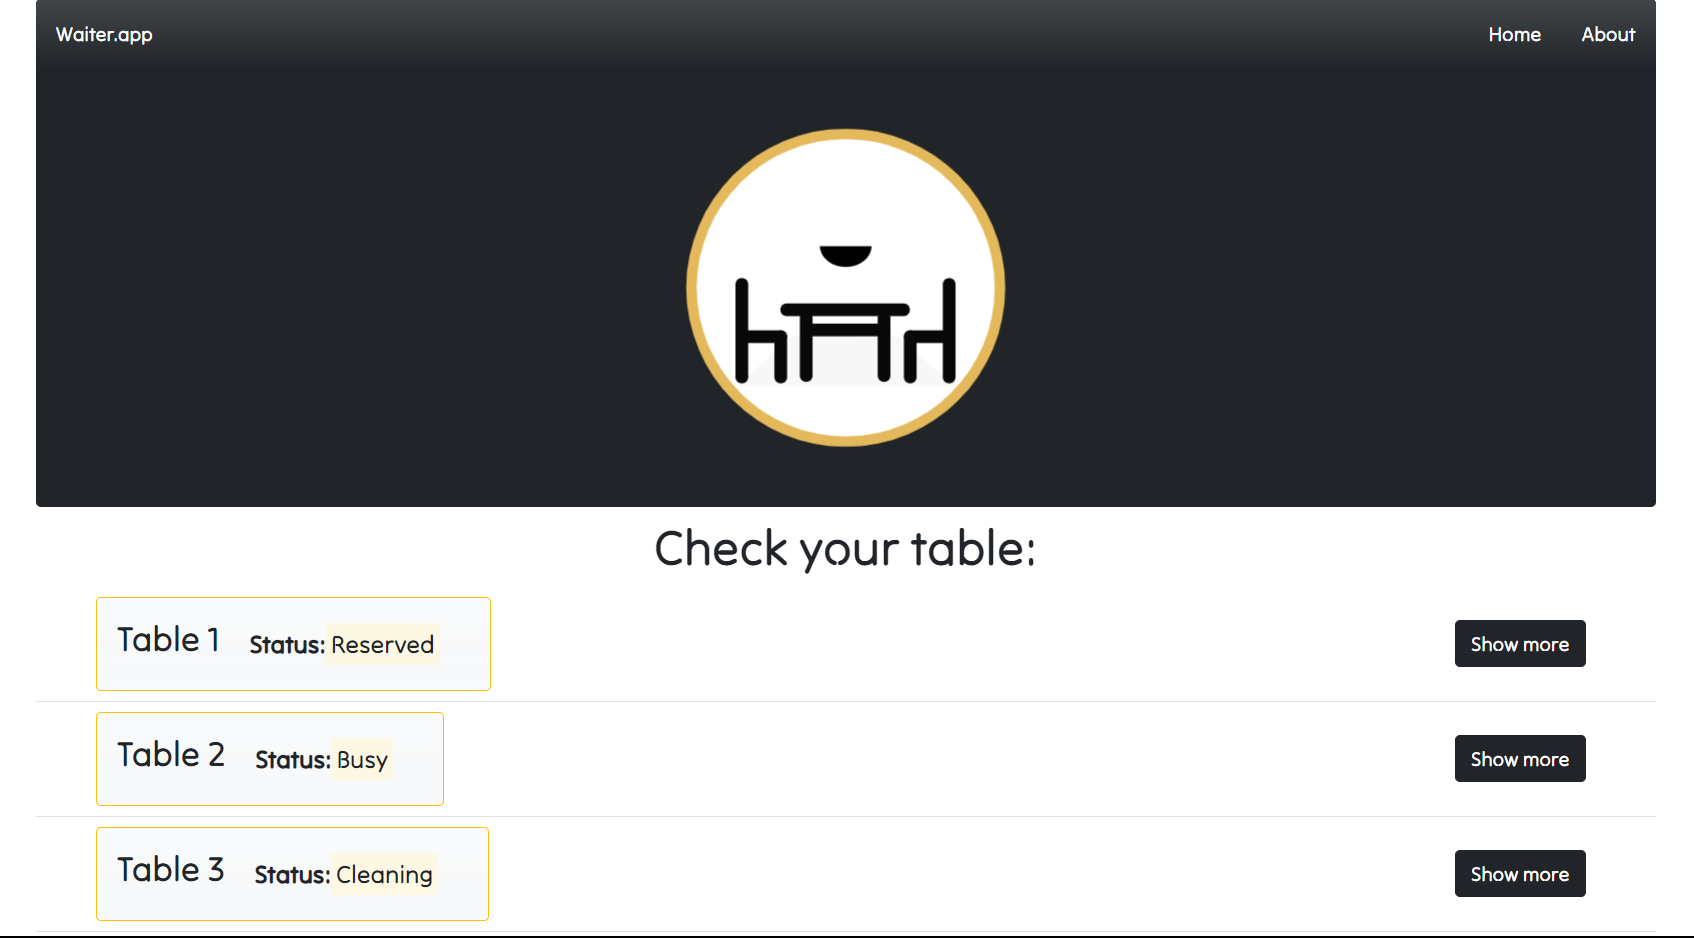 Waiter.app Home About
Check your table:
Table 1 Status: Reserved Show more
Table 2 Status: Busy Show more
Table 3 Status: Cleaning Show more